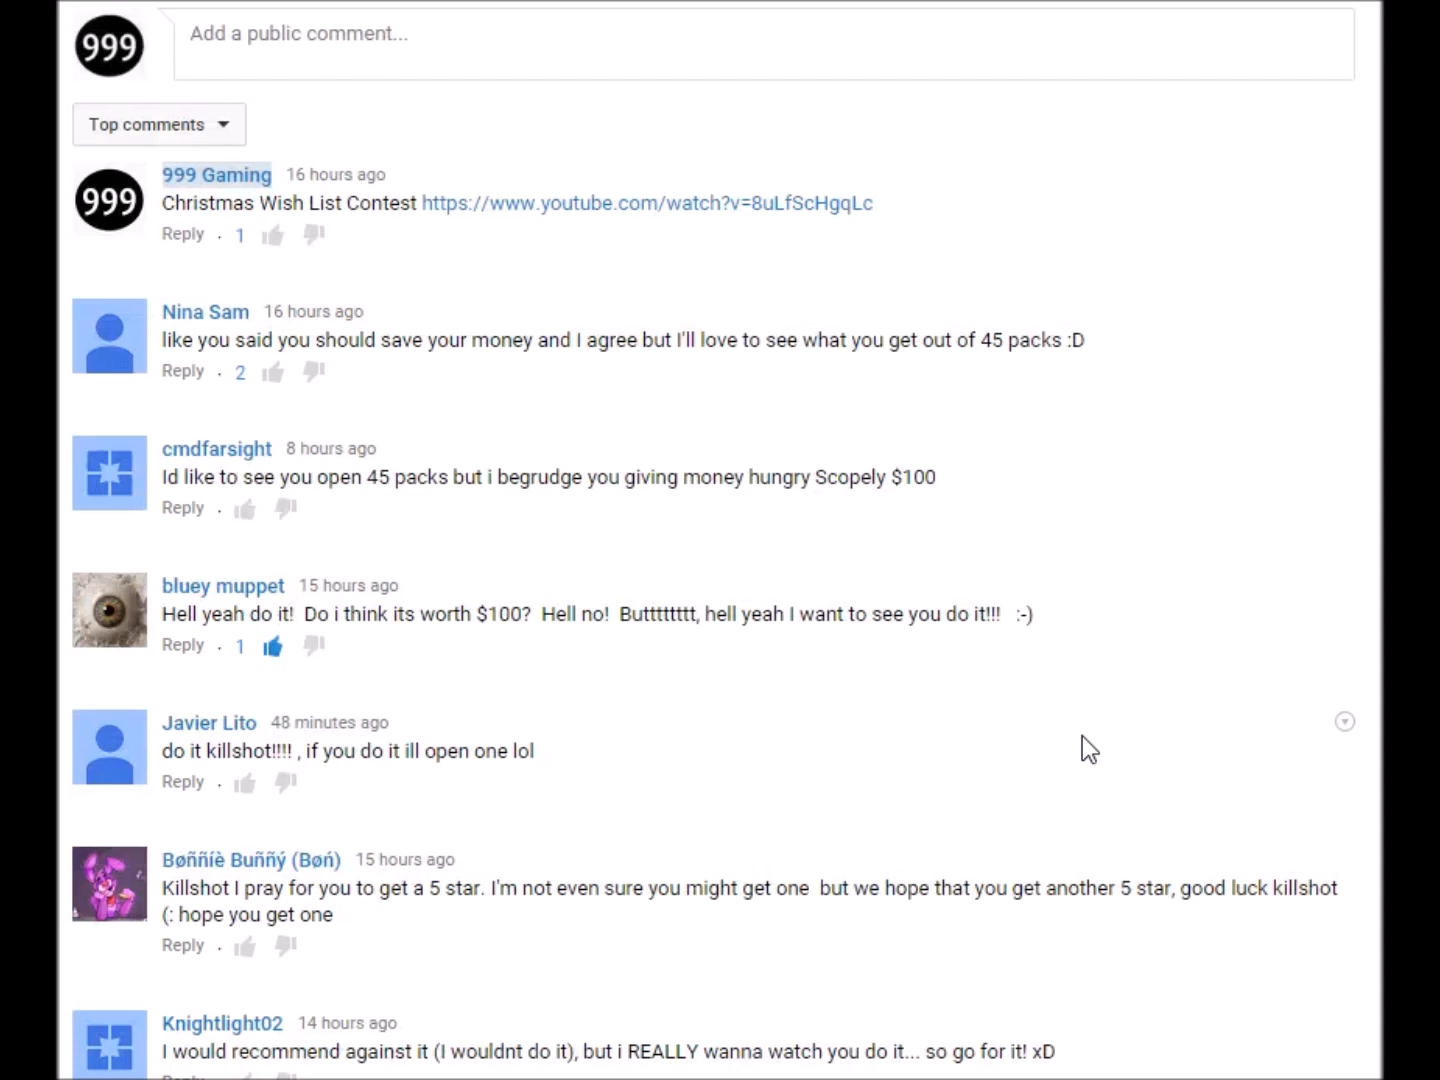 999
Add a public comment...
Top comments
999
999 Gaming 16 hours ago
Christmas Wish List Contest https://www.youtube.com/watch?v=8uLfScHgqLc
Reply . 1
Nina Sam 16 hours ago
like you said you should save your money and I agree but I'll love to see what you get out of 45 packs :D
Reply . 2
cmdfarsight 8 hours ago
Id like to see you open 45 packs but i begrudge you giving money hungry Scopely $100
Reply .
bluey muppet 15 hours ago
Hell yeah do it!  Do i think its worth $100?  Hell no!  Butttttttt, hell yeah I want to see you do it!!!   :-)
Reply . 1
Javier Lito 48 minutes ago
do it killshot!!!! , if you do it ill open one lol
Reply .
Bøññíè Buññý (Bøń) 15 hours ago
Killshot I pray for you to get a 5 star. I'm not even sure you might get one  but we hope that you get another 5 star, good luck killshot
(: hope you get one
Reply .
Knightlight02 14 hours ago
I would recommend against it (I wouldnt do it), but i REALLY wanna watch you do it... so go for it! xD